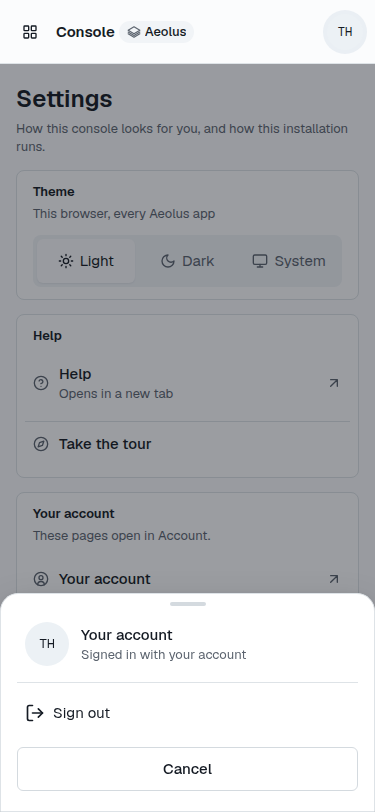 Console Aeolus TH
Settings
How this console looks for you, and how this installation
runs.
Theme
This browser, every Aeolus app
Light Dark System
Help
Help
Opens in a new tab
Take the tour
Your account
These pages open in Account.
Your account
TH
Your account
Signed in with your account
Sign out
Cancel